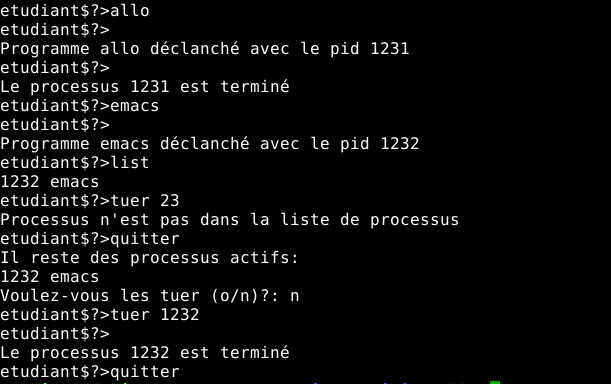 etudiant$?>allo
etudiant$?>
Programme allo déclanché avec le pid 1231
etudiant$?>
Le processus 1231 est terminé
etudiant$?>emacs
etudiant$?>
Programme emacs déclanché avec le pid 1232
etudiant$?>list
1232 emacs
etudiant$?>tuer 23
Processus n'est pas dans la liste de processus
etudiant$?>quitter
Il reste des processus actifs:
1232 emacs
Voulez-vous les tuer (o/n)?: n
etudiant$?>tuer 1232
etudiant$?>
Le processus 1232 est terminé
etudiant$?>quitter